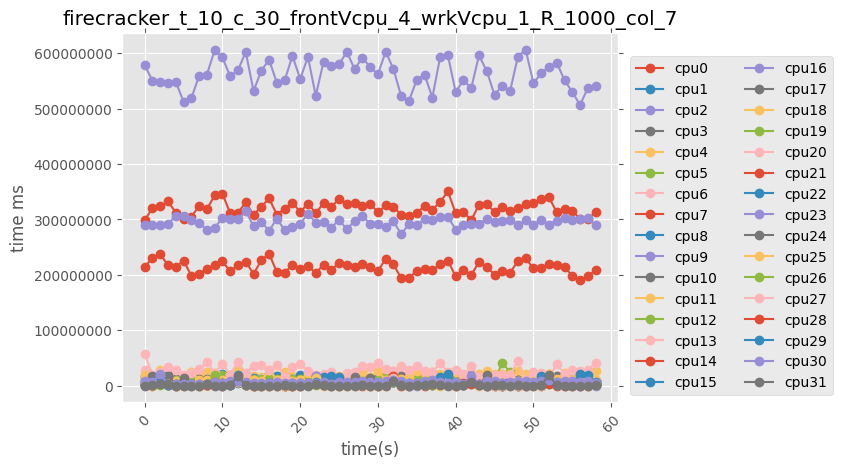 firecracker_t_10_c_30_frontVcpu_4_wrkVcpu_1_R_1000_col_7
time ms
600000000
500000000
400000000
300000000
200000000
100000000
0
0 10 20 30 40 50 60
time(s)
cpu0 cpu16
cpu1 cpu17
cpu2 cpu18
cpu3 cpu19
cpu4 cpu20
cpu5 cpu21
cpu6 cpu22
cpu7 cpu23
cpu8 cpu24
cpu9 cpu25
cpu10 cpu26
cpu11 cpu27
cpu12 cpu28
cpu13 cpu29
cpu14 cpu30
cpu15 cpu31